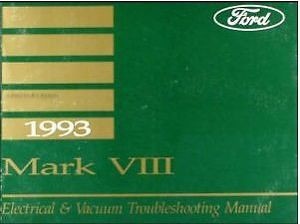 Ford
1993
Mark VIII
Electrical & Vacuum Troubleshooting Manual